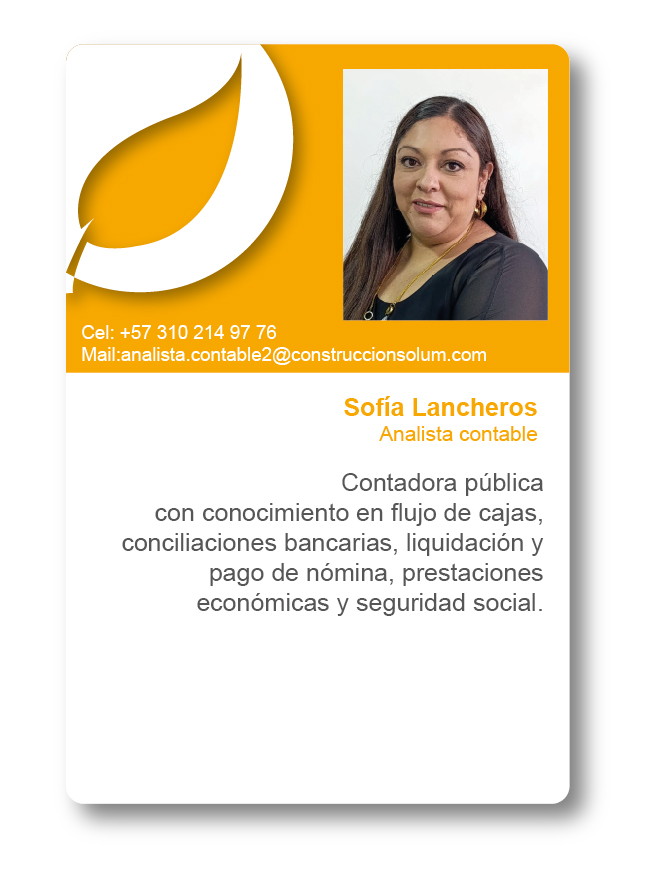 Cel: +57 310 214 97 76
Mail:analista.contable2@construccionsolum.com
Sofía Lancheros
Analista contable
Contadora pública
con conocimiento en flujo de cajas,
conciliaciones bancarias, liquidación y
pago de nómina, prestaciones
económicas y seguridad social.